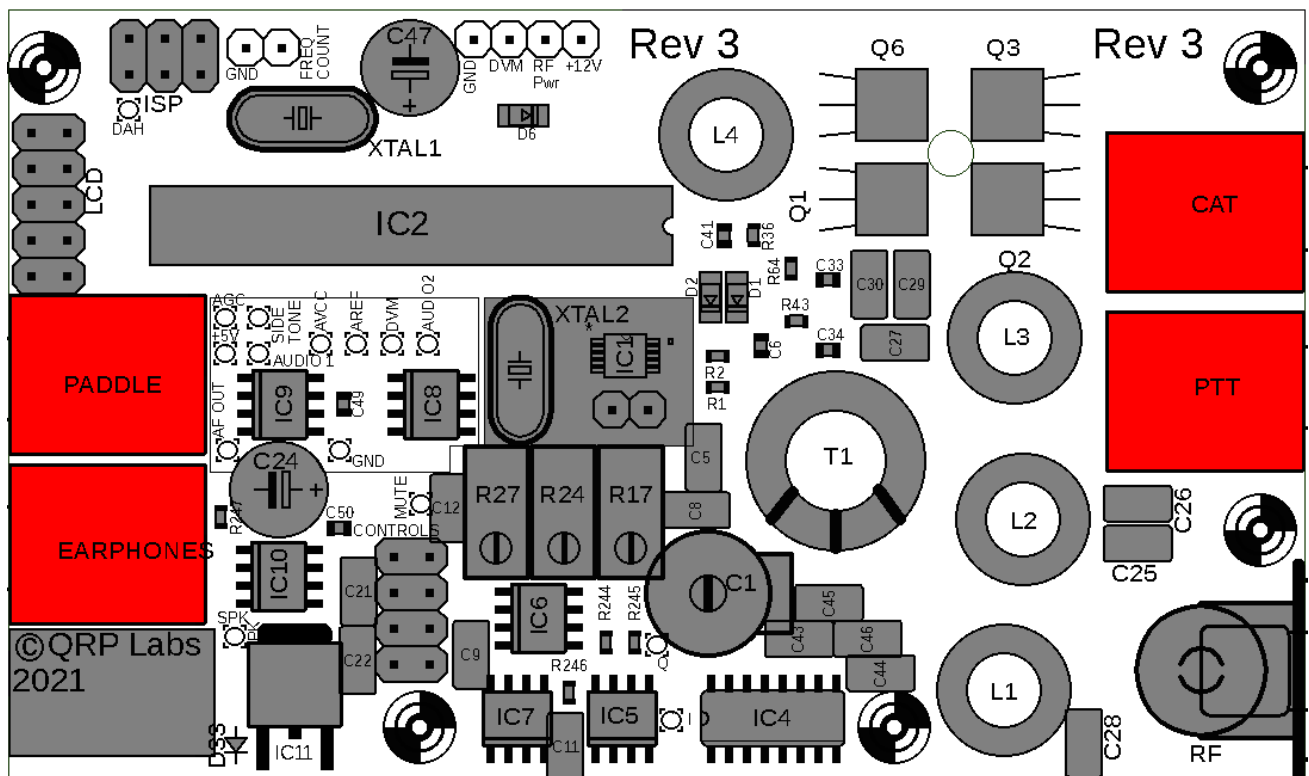 Rev 3
Rev 3
C47
+
GND
DVM
RF
Pwr
+12V
GND
FREQ
COUNT
ISP
DAH
XTAL1
D6
L4
Q6
Q3
LCD
IC2
Q1
Q2
CAT
C41
R36
R64
C33
C30
C29
D2
D1
R43
C34
C27
C6
L3
AGC
+5V
SIDE
TONE
AVCC
AREF
DVM
AUDIO2
XTAL2
*
IC1
R2
R1
PADDLE
AUDIO 1
IC9
C49
IC8
AF OUT
GND
PTT
C24
+
C5
T1
R27
R24
R17
C12
MUTE
C8
R247
C50
CONTROLS
L2
C26
C25
EARPHONES
IC10
C21
C1
C45
IC6
R244
R245
SPK
C43
C46
C22
C9
Q
C44
R246
©QRP Labs
2021
L1
IC7
IC5
I
IC4
C11
D33
IC11
C28
RF